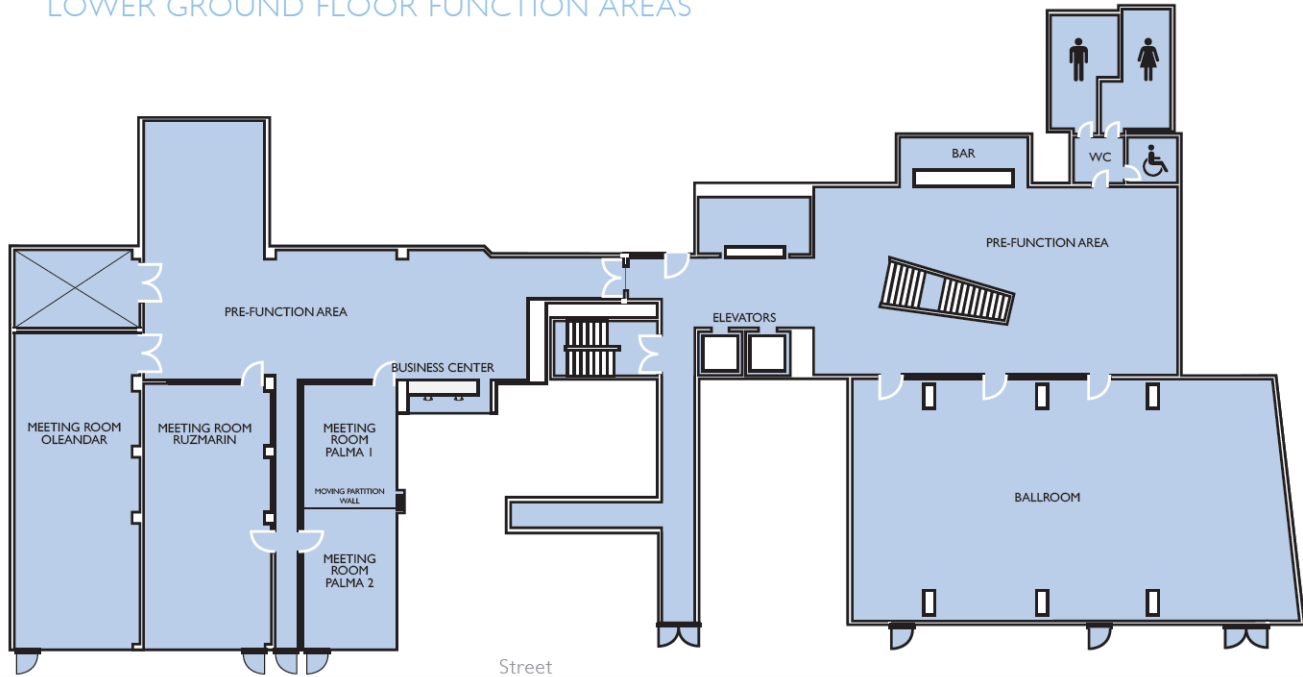 LOWER GROUND FLOOR FUNCTION AREAS
BAR
WC
PRE-FUNCTION AREA
PRE-FUNCTION AREA
ELEVATORS
BUSINESS CENTER
MEETING ROOM
OLEANDAR
MEETING ROOM
RUZMARIN
MEETING
ROOM
PALMA 1
MOVING PARTITION
WALL
BALLROOM
MEETING
ROOM
PALMA 2
Street